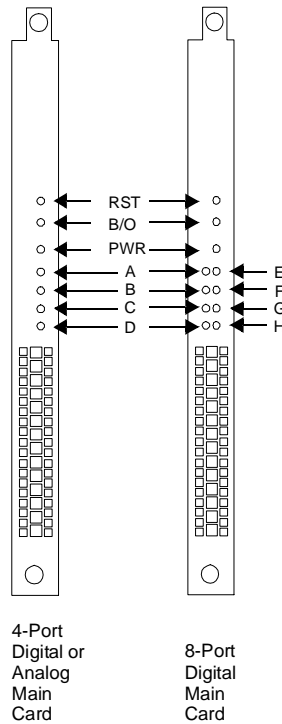 RST
B/O
PWR
A E
B F
C G
D H
4-Port
Digital or
Analog
Main
Card
8-Port
Digital
Main
Card